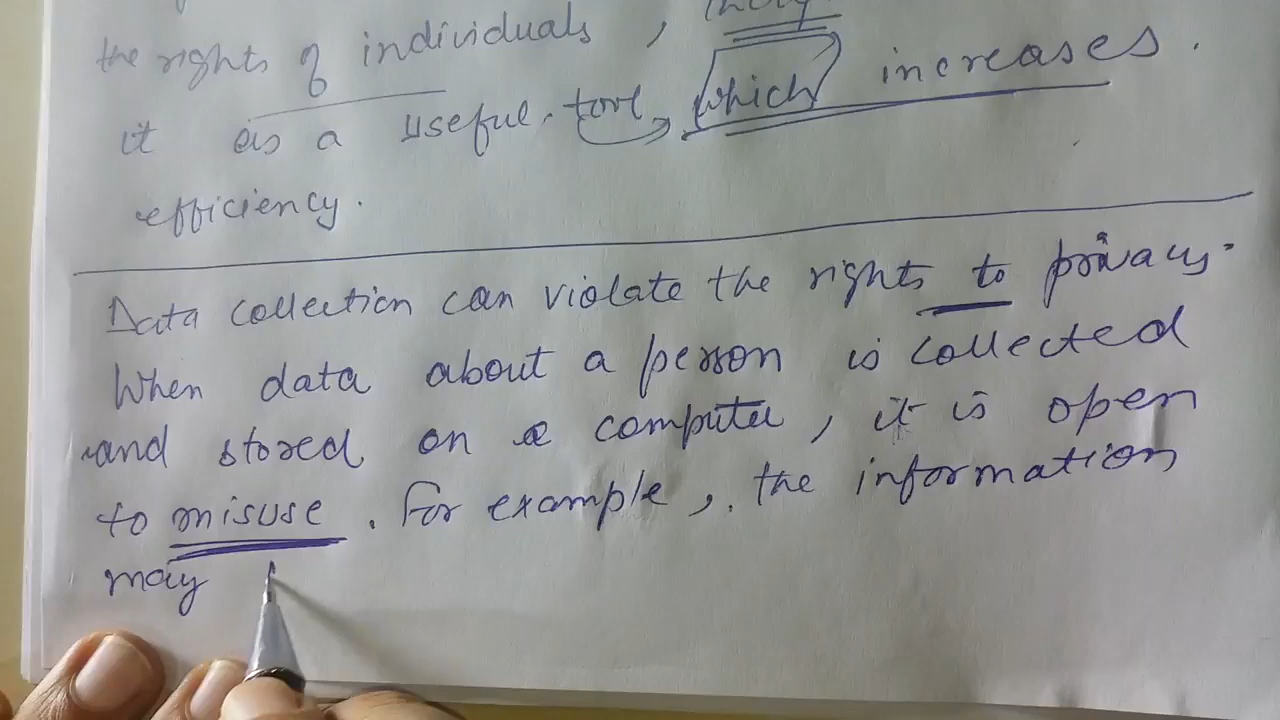 the rights of individuals,
it as a useful tool which increases.
efficiency.
Data collection can violate the rights to privacy.
When data about a person is collected
and stored on a computer, it is open
to misuse. For example, the information
may